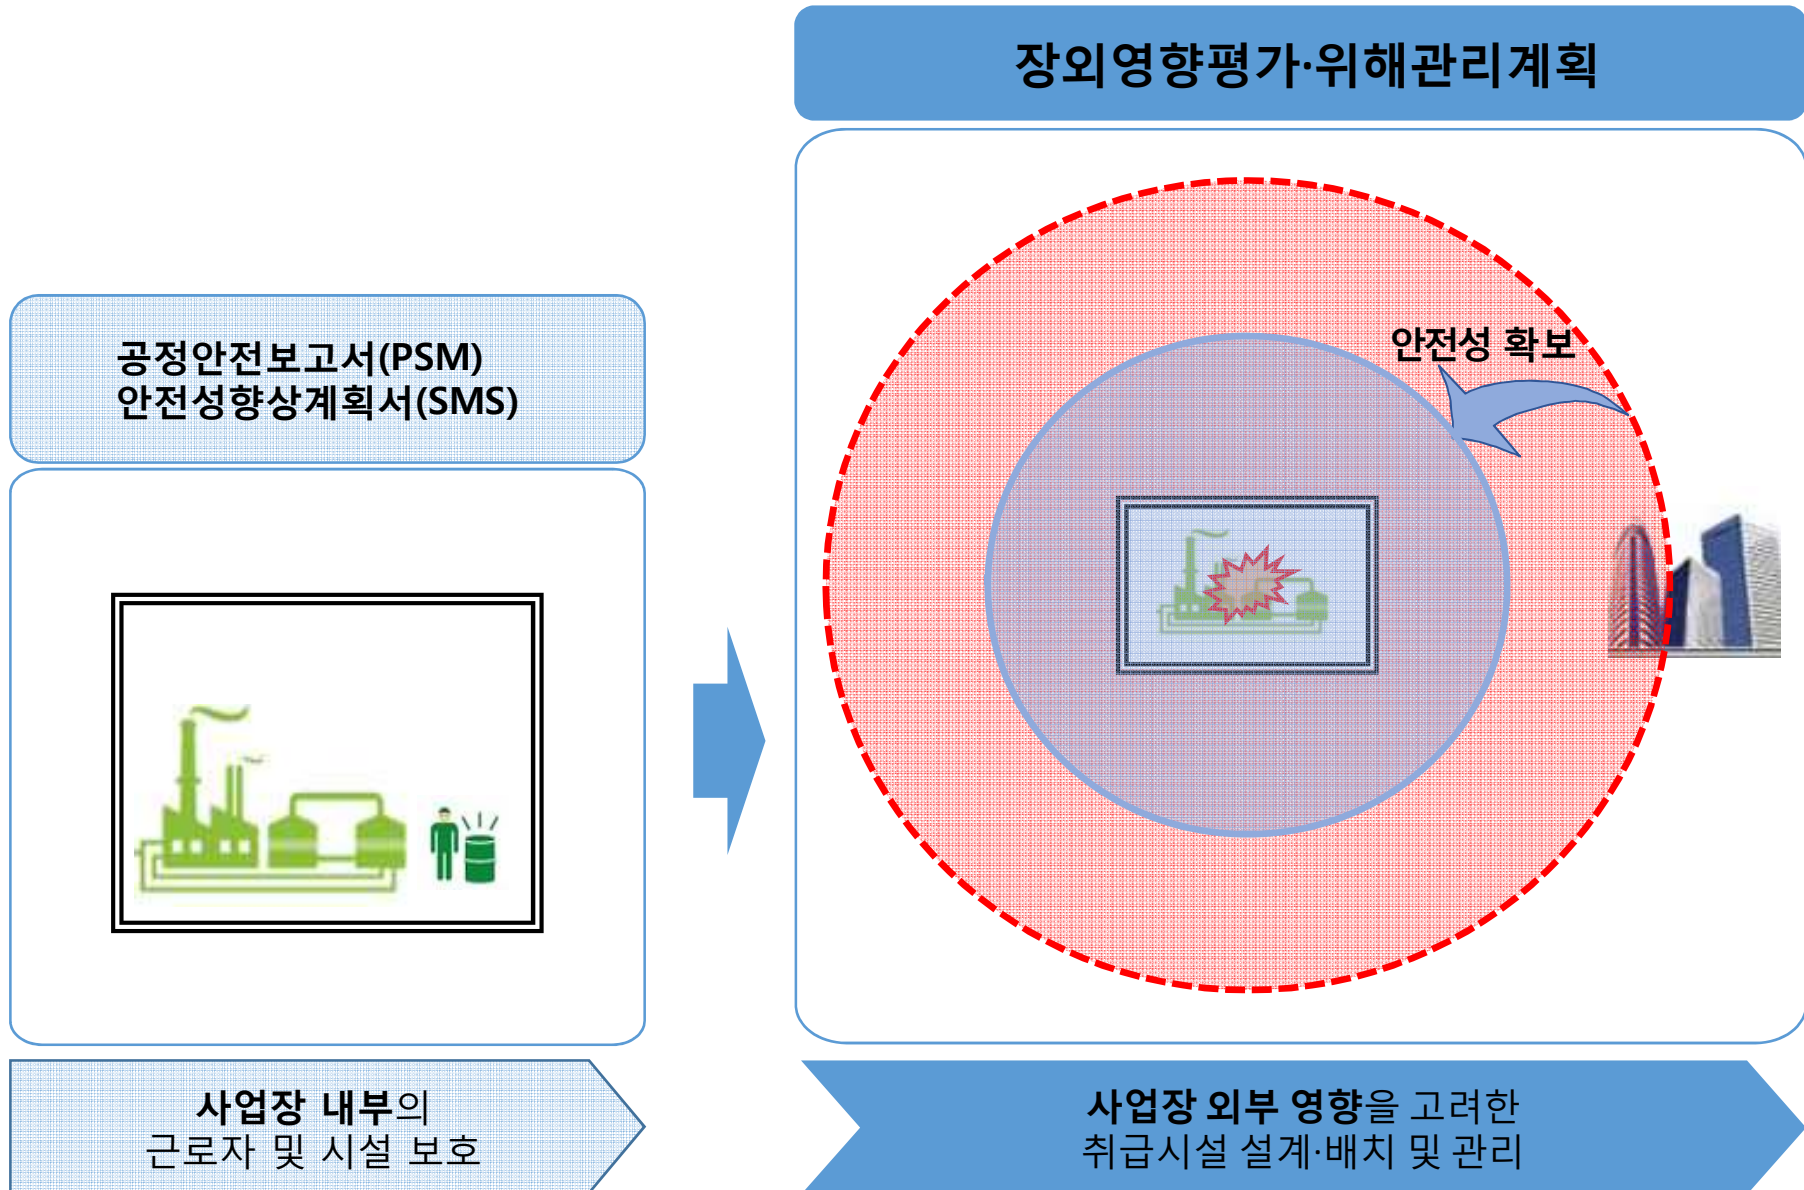 장외영향평가·위해관리계획
공정안전보고서(PSM)
안전성향상계획서(SMS)
안전성 확보
사업장 내부의
근로자 및 시설 보호
사업장 외부 영향을 고려한
취급시설 설계·배치 및 관리